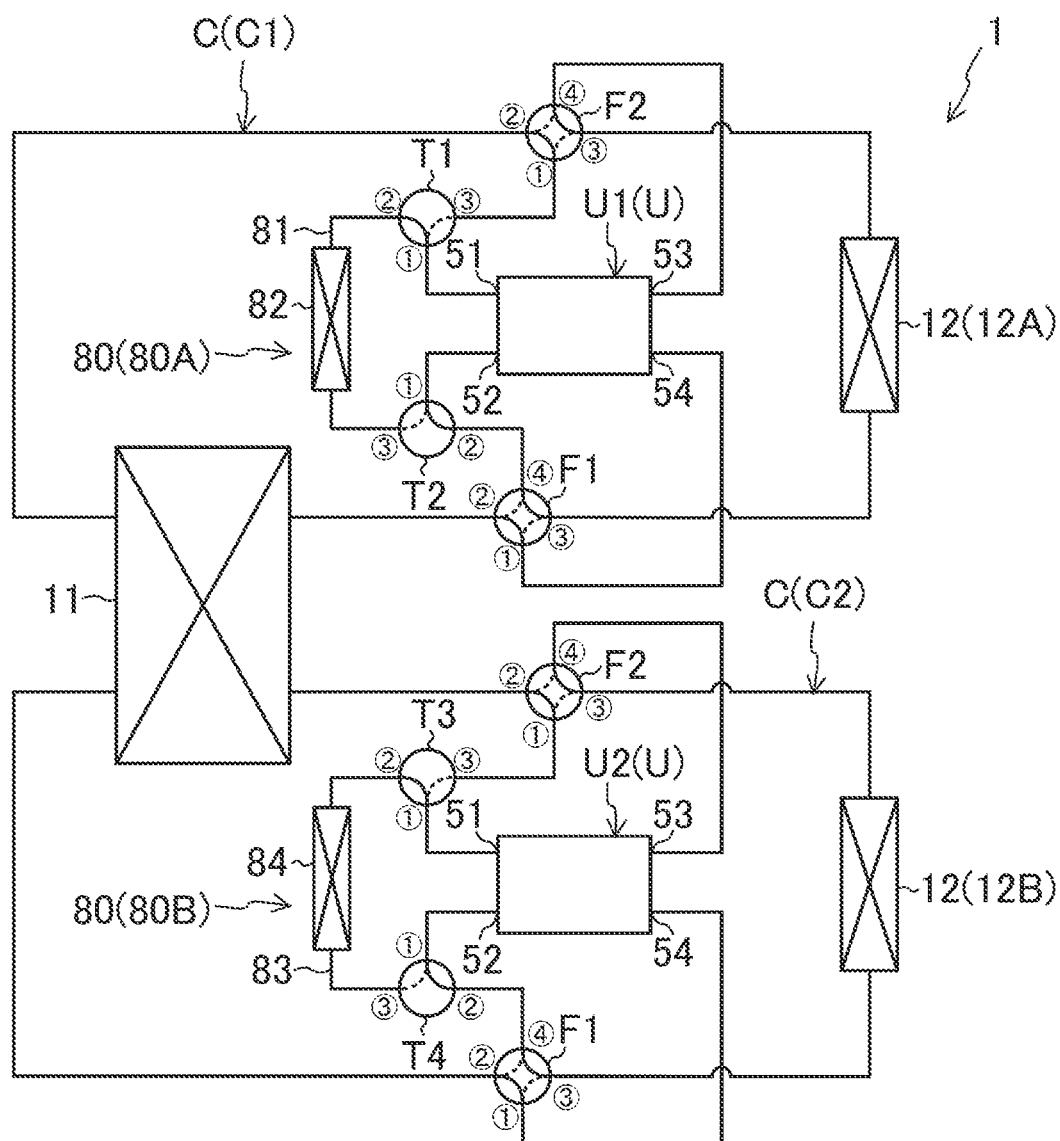 C(C1)
1
④
F2
②
③
①
T1
② ③
①
U1(U)
81
51
53
82
12(12A)
80(80A)
52
54
①
③ ②
T2
④
F1
②
③
①
11
C(C2)
④
F2
②
③
①
T3
② ③
①
U2(U)
51
53
84
12(12B)
80(80B)
52
54
①
83
③ ②
T4
④
F1
②
③
①